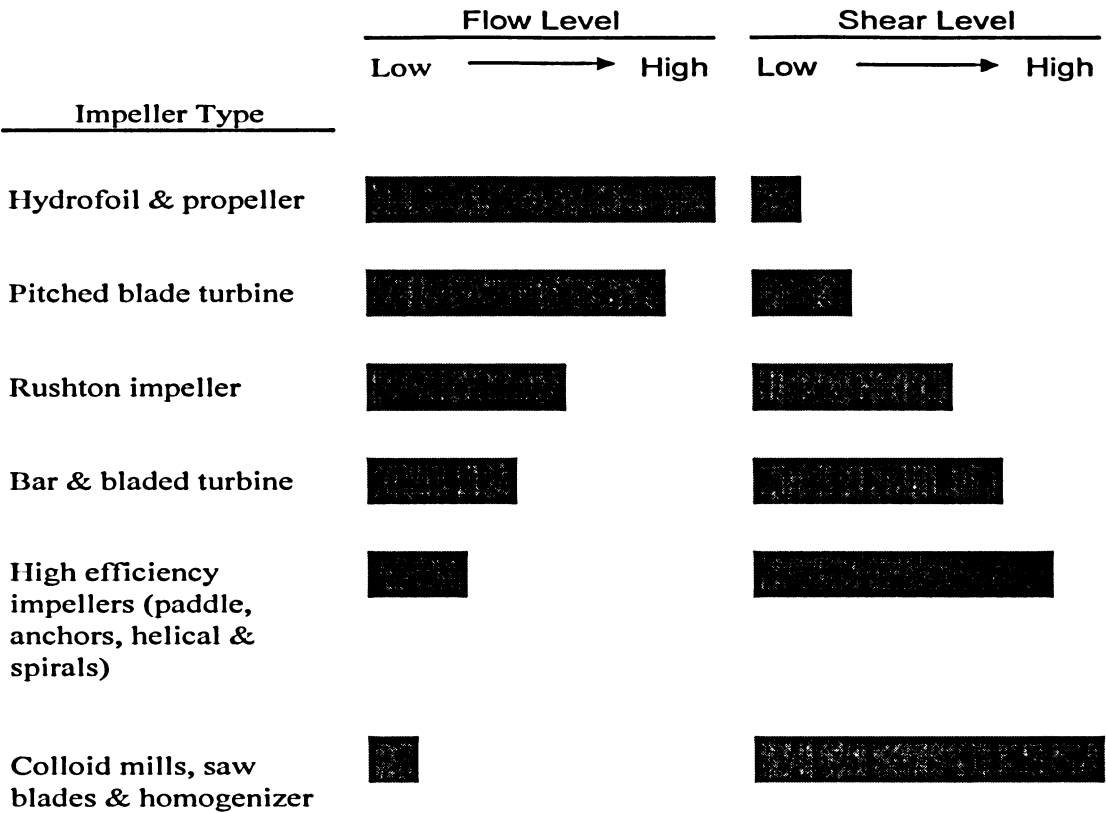 Flow Level Shear Level
Low High Low High
Impeller Type
Hydrofoil & propeller
Pitched blade turbine
Rushton impeller
Bar & bladed turbine
High efficiency
impellers (paddle,
anchors, helical &
spirals)
Colloid mills, saw
blades & homogenizer